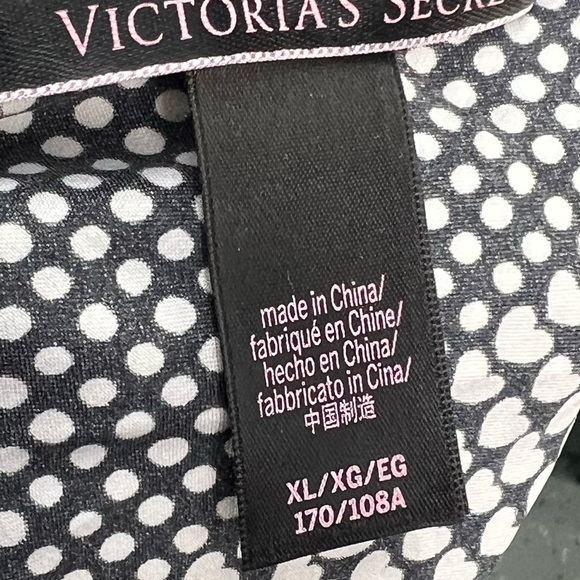 VICTORIA'S
made in China/
fabriqué en Chine/
hecho en China/
fabbricato in Cina/
中国制造
XL/XG/EG
170/108A